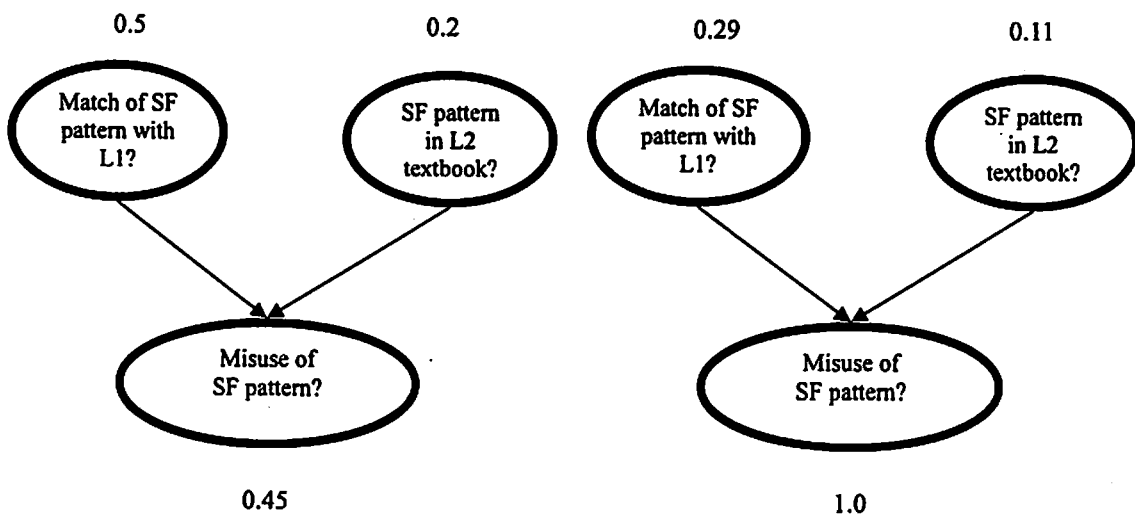 0.5
0.2
0.29
0.11
Match of SF
pattern with
L1?
SF pattern
in L2
textbook?
Match of SF
pattern with
L1?
SF pattern
in L2
textbook?
Misuse of
SF pattern?
Misuse of
SF pattern?
0.45
1.0